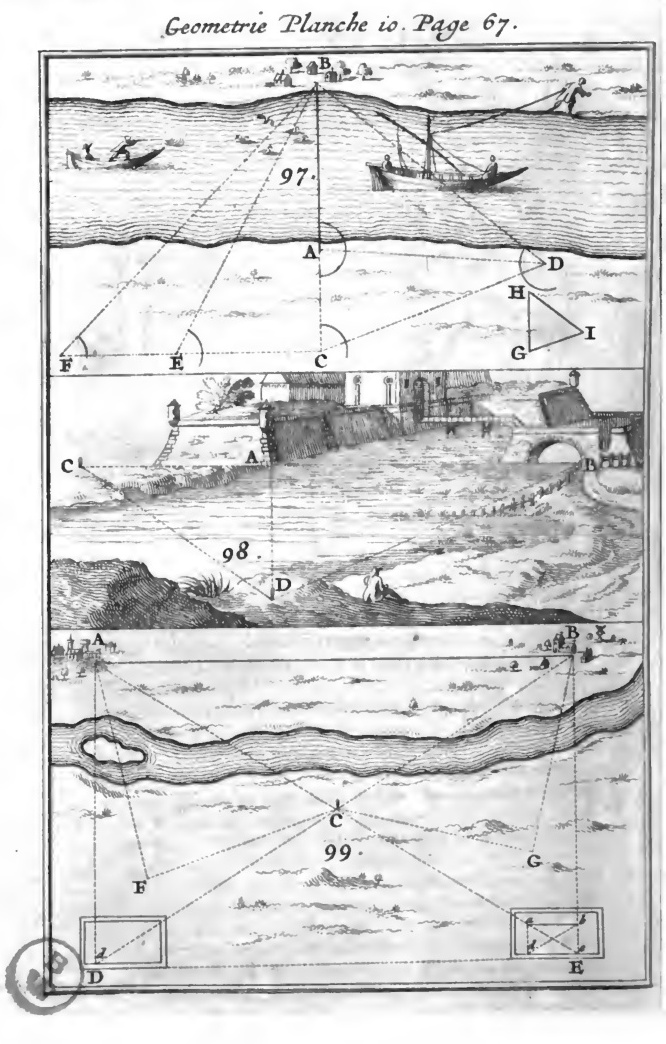 Geometrie Planche 10. Page 67.
B
d
97.
A
D
H
I
F E C G
C A B
98.
D
A B
C
99.
G
F
a b
d d e
B
D E